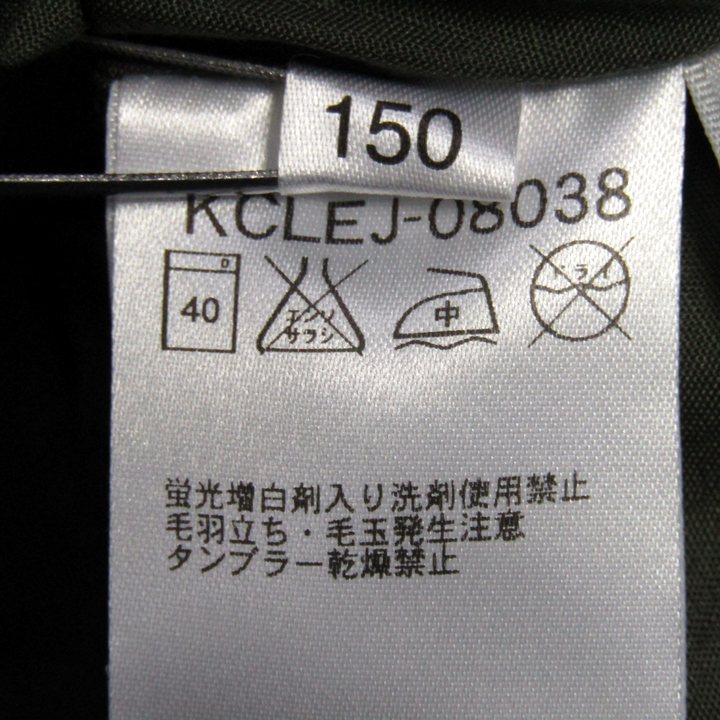 150
KCLEJ-08038
40
エンソ
サラシ
中
ドライ
蛍光増白剤入り洗剤使用禁止
毛羽立ち・毛玉発生注意
タンブラー乾燥禁止